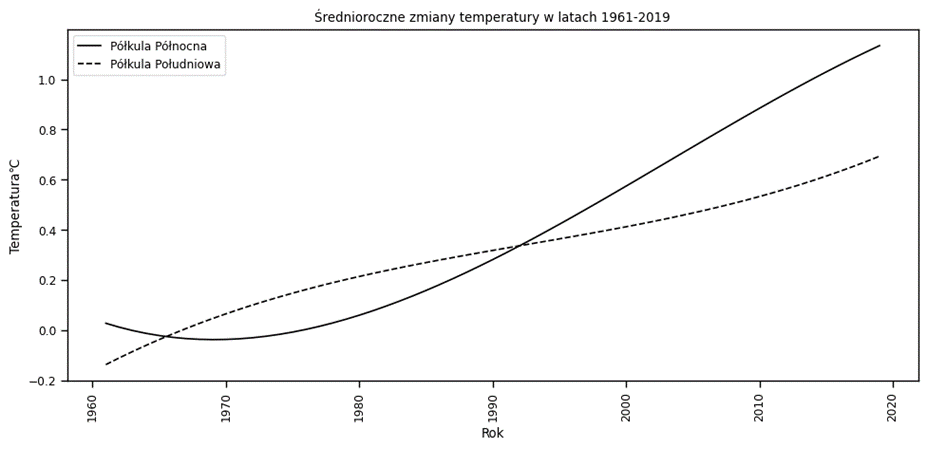 Średnioroczne zmiany temperatury w latach 1961-2019
Półkula Północna
Półkula Południowa
1.0
0.8
0.6
0.4
0.2
0.0
−0.2
Temperatura°C
1960
1970
1980
1990
2000
2010
2020
Rok